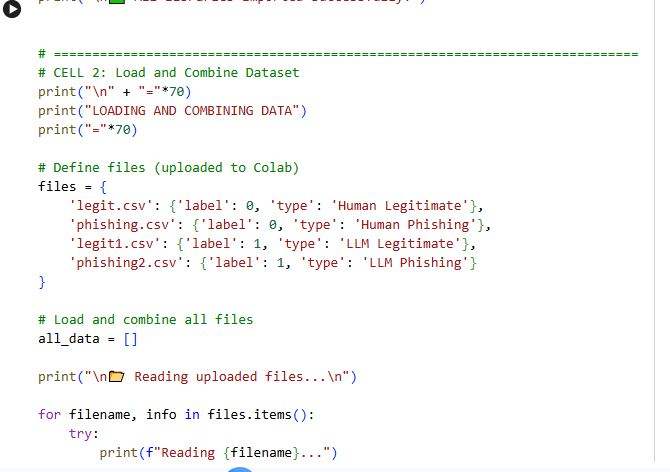 # ============================================================================
# CELL 2: Load and Combine Dataset
print("\n" + "="*70)
print("LOADING AND COMBINING DATA")
print("="*70)
# Define files (uploaded to Colab)
files = {
'legit.csv': {'label': 0, 'type': 'Human Legitimate'},
'phishing.csv': {'label': 0, 'type': 'Human Phishing'},
'legit1.csv': {'label': 1, 'type': 'LLM Legitimate'},
'phishing2.csv': {'label': 1, 'type': 'LLM Phishing'}
}
# Load and combine all files
all_data = []
print("\n📂 Reading uploaded files...\n")
for filename, info in files.items():
try:
print(f"Reading {filename}...")